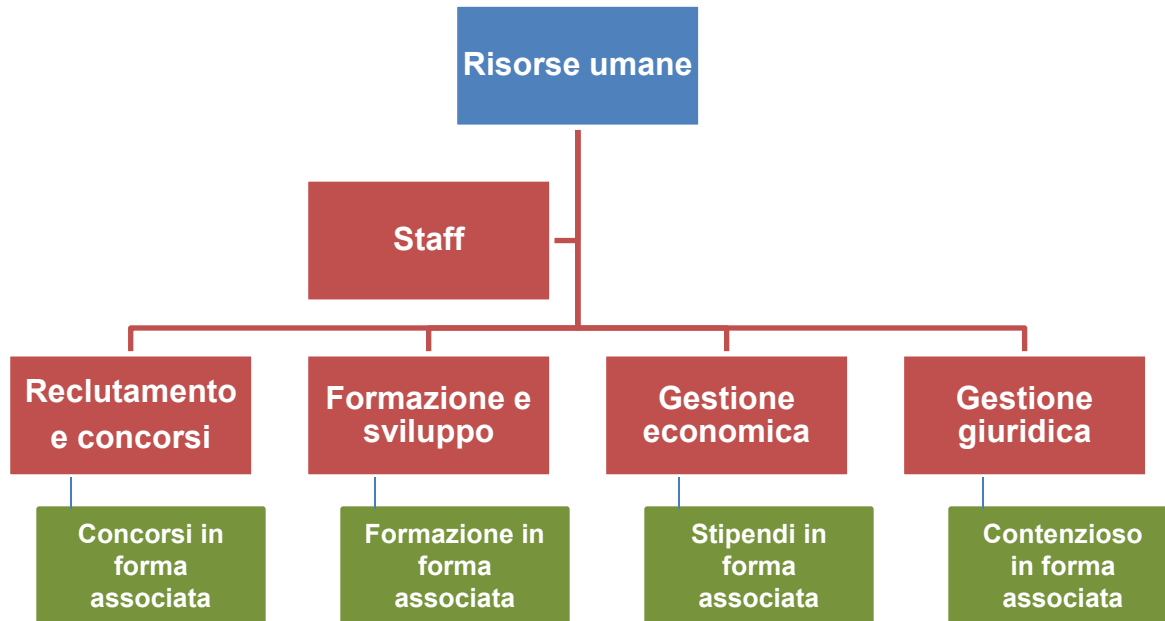 Risorse umane
Staff
Reclutamento
e concorsi
Formazione e
sviluppo
Gestione
economica
Gestione
giuridica
Concorsi in
forma
associata
Formazione in
forma
associata
Stipendi in
forma
associata
Contenzioso
in forma
associata